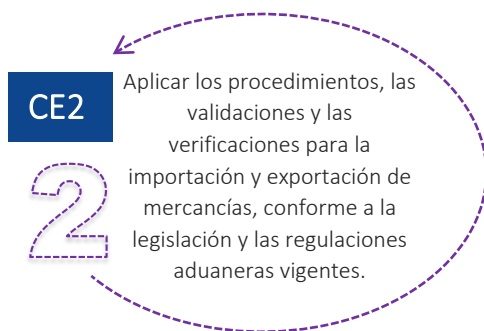 CE2
2
Aplicar los procedimientos, las
validaciones y las
verificaciones para la
importación y exportación de
mercancías, conforme a la
legislación y las regulaciones
aduaneras vigentes.